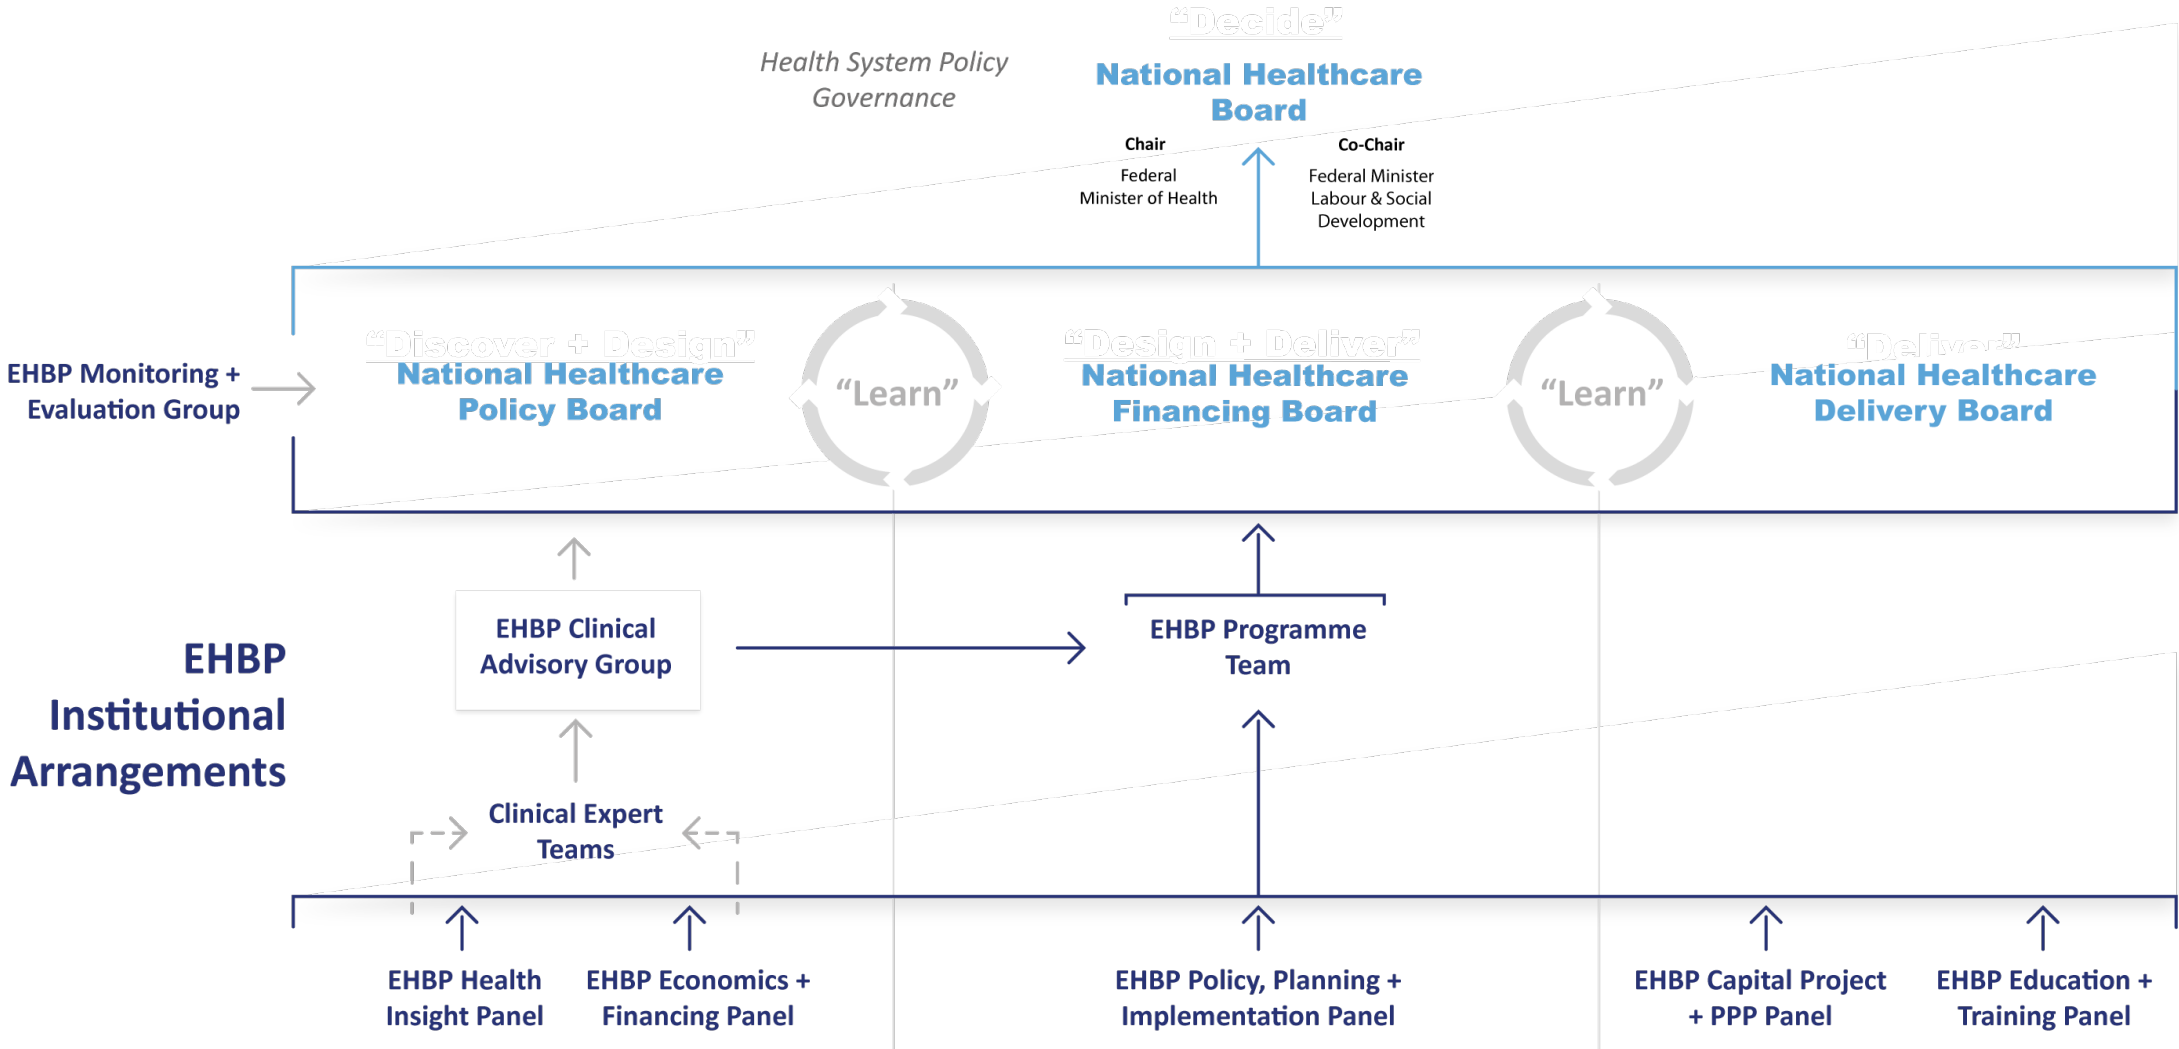 “Decide”
Health System Policy
Governance
National Healthcare
Board
Chair
Federal
Minister of Health
Co-Chair
Federal Minister
Labour & Social
Development
EHBP Monitoring +
Evaluation Group
“Discover + Design”
National Healthcare
Policy Board
“Learn”
“Design + Deliver”
National Healthcare
Financing Board
“Learn”
“Deliver”
National Healthcare
Delivery Board
EHBP
Institutional
Arrangements
EHBP Clinical
Advisory Group
EHBP Programme
Team
Clinical Expert
Teams
EHBP Health
Insight Panel
EHBP Economics +
Financing Panel
EHBP Policy, Planning +
Implementation Panel
EHBP Capital Project
+ PPP Panel
EHBP Education +
Training Panel